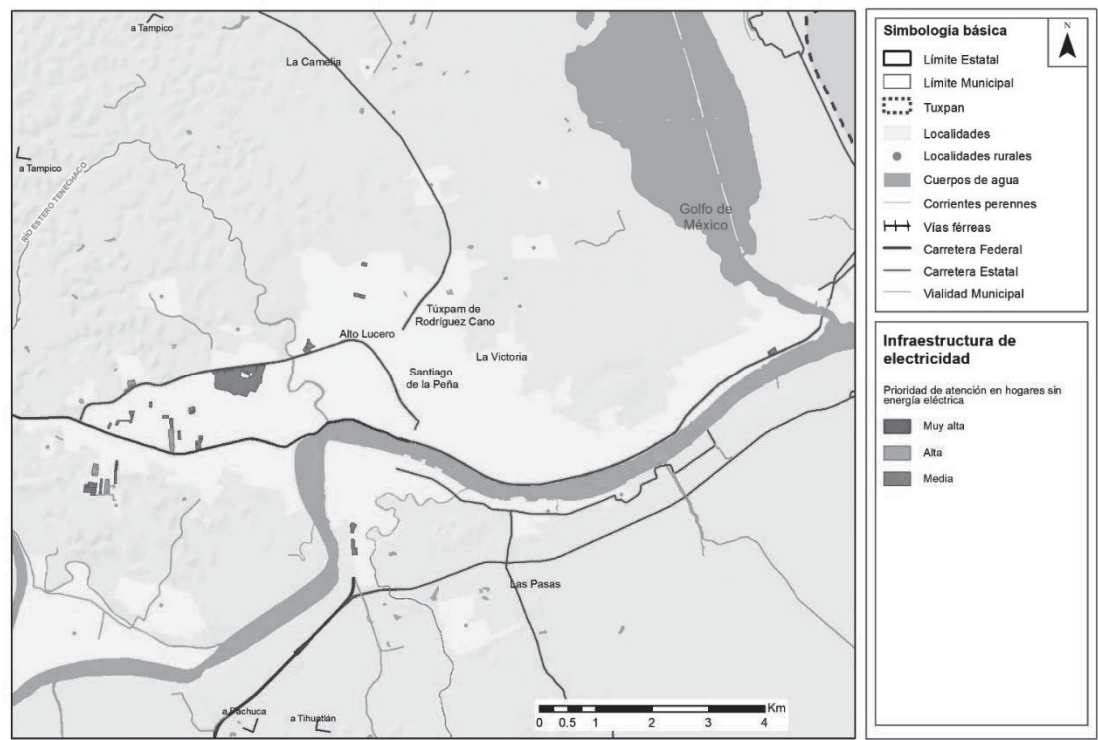 a Tampico
La Camelia
a Tampico
RÍO ESTERO TENECHACO
Golfo de
México
Túxpam de
Rodríguez Cano
Alto Lucero
La Victoria
Santiago
de la Peña
Las Pasas
a Pachuca
a Tihuatlán
Km
0 0.5 1 2 3 4
Simbología básica
N
Límite Estatal
Límite Municipal
Tuxpan
Localidades
Localidades rurales
Cuerpos de agua
Corrientes perennes
Vías férreas
Carretera Federal
Carretera Estatal
Vialidad Municipal
Infraestructura de
electricidad
Prioridad de atención en hogares sin
energía eléctrica
Muy alta
Alta
Media